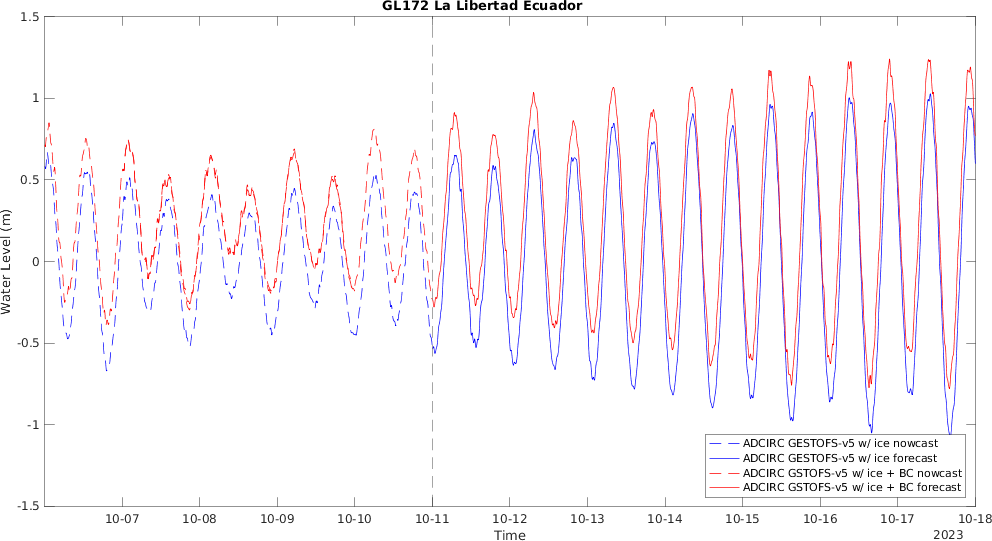 GL172 La Libertad Ecuador
1.5
1
0.5
0
-0.5
-1
-1.5
Water Level (m)
ADCIRC GESTOFS-v5 w/ ice nowcast
ADCIRC GESTOFS-v5 w/ ice forecast
ADCIRC GSTOFS-v5 w/ ice + BC nowcast
ADCIRC GSTOFS-v5 w/ ice + BC forecast
10-07 10-08 10-09 10-10 10-11 10-12 10-13 10-14 10-15 10-16 10-17 10-18
Time
2023